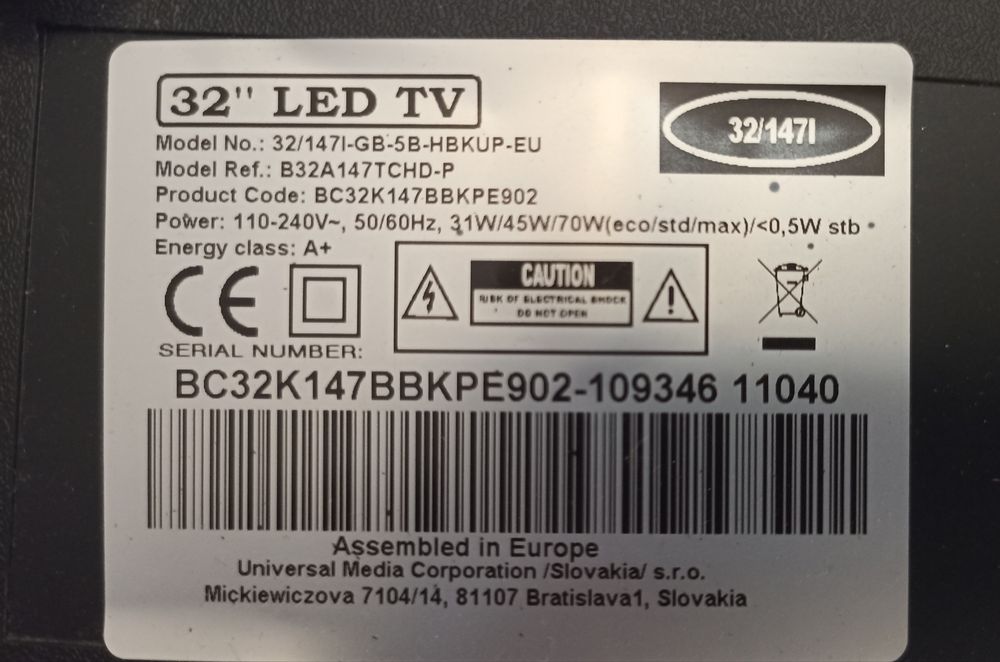 32" LED TV
32/147I
Model No.: 32/147I-GB-5B-HBKUP-EU
Model Ref.: B32A147TCHD-P
Product Code: BC32K147BBKPE902
Power: 110-240V~, 50/60Hz, 31W/45W/70W(eco/std/max)/<0,5W stb
Energy class: A+
CE
CAUTION
RISK OF ELECTRICAL SHOCK
DO NOT OPEN
SERIAL NUMBER:
BC32K147BBKPE902-109346 11040
Assembled in Europe
Universal Media Corporation /Slovakia/ s.r.o.
Mickiewiczova 7104/14, 81107 Bratislava1, Slovakia